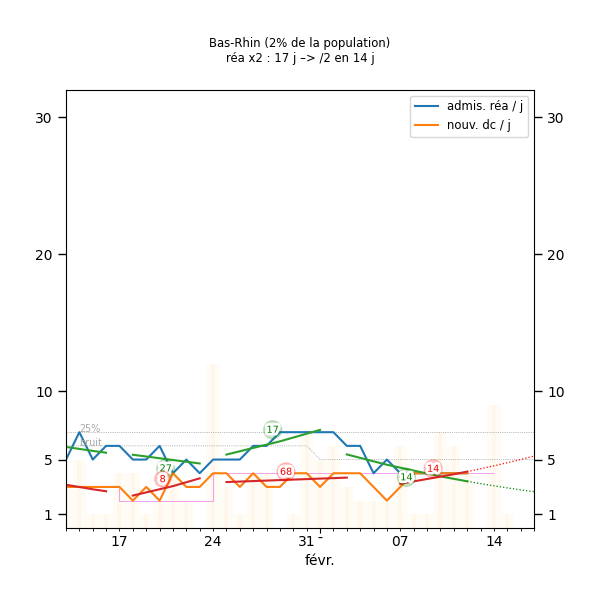 Bas-Rhin (2% de la population)
réa x2 : 17 j –> /2 en 14 j
admis. réa / j
nouv. dc / j
30 30
20 20
10 10
25%
bruit
17
68
27
8
14
14
5 5
1 1
17 24 31 07 14
févr.